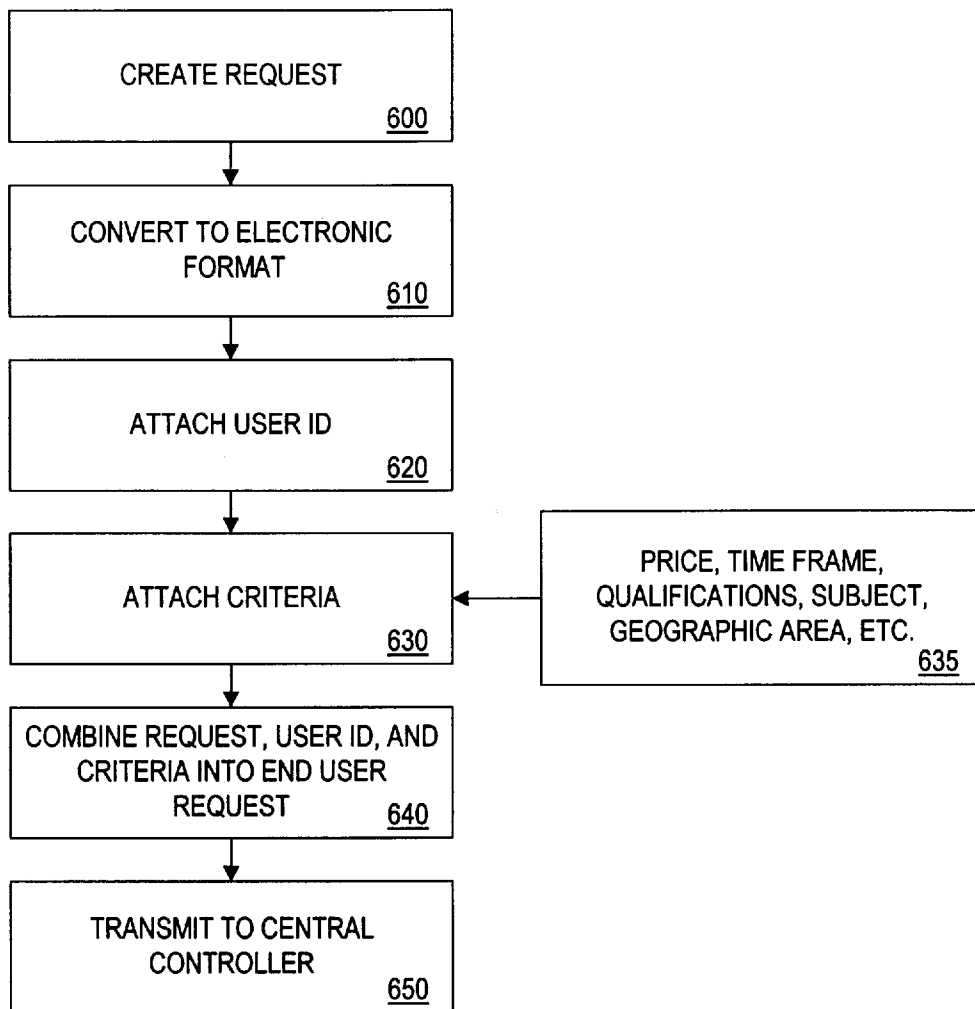 CREATE REQUEST
600
CONVERT TO ELECTRONIC
FORMAT
610
ATTACH USER ID
620
ATTACH CRITERIA
630
PRICE, TIME FRAME,
QUALIFICATIONS, SUBJECT,
GEOGRAPHIC AREA, ETC.
635
COMBINE REQUEST, USER ID, AND
CRITERIA INTO END USER
REQUEST
640
TRANSMIT TO CENTRAL
CONTROLLER
650